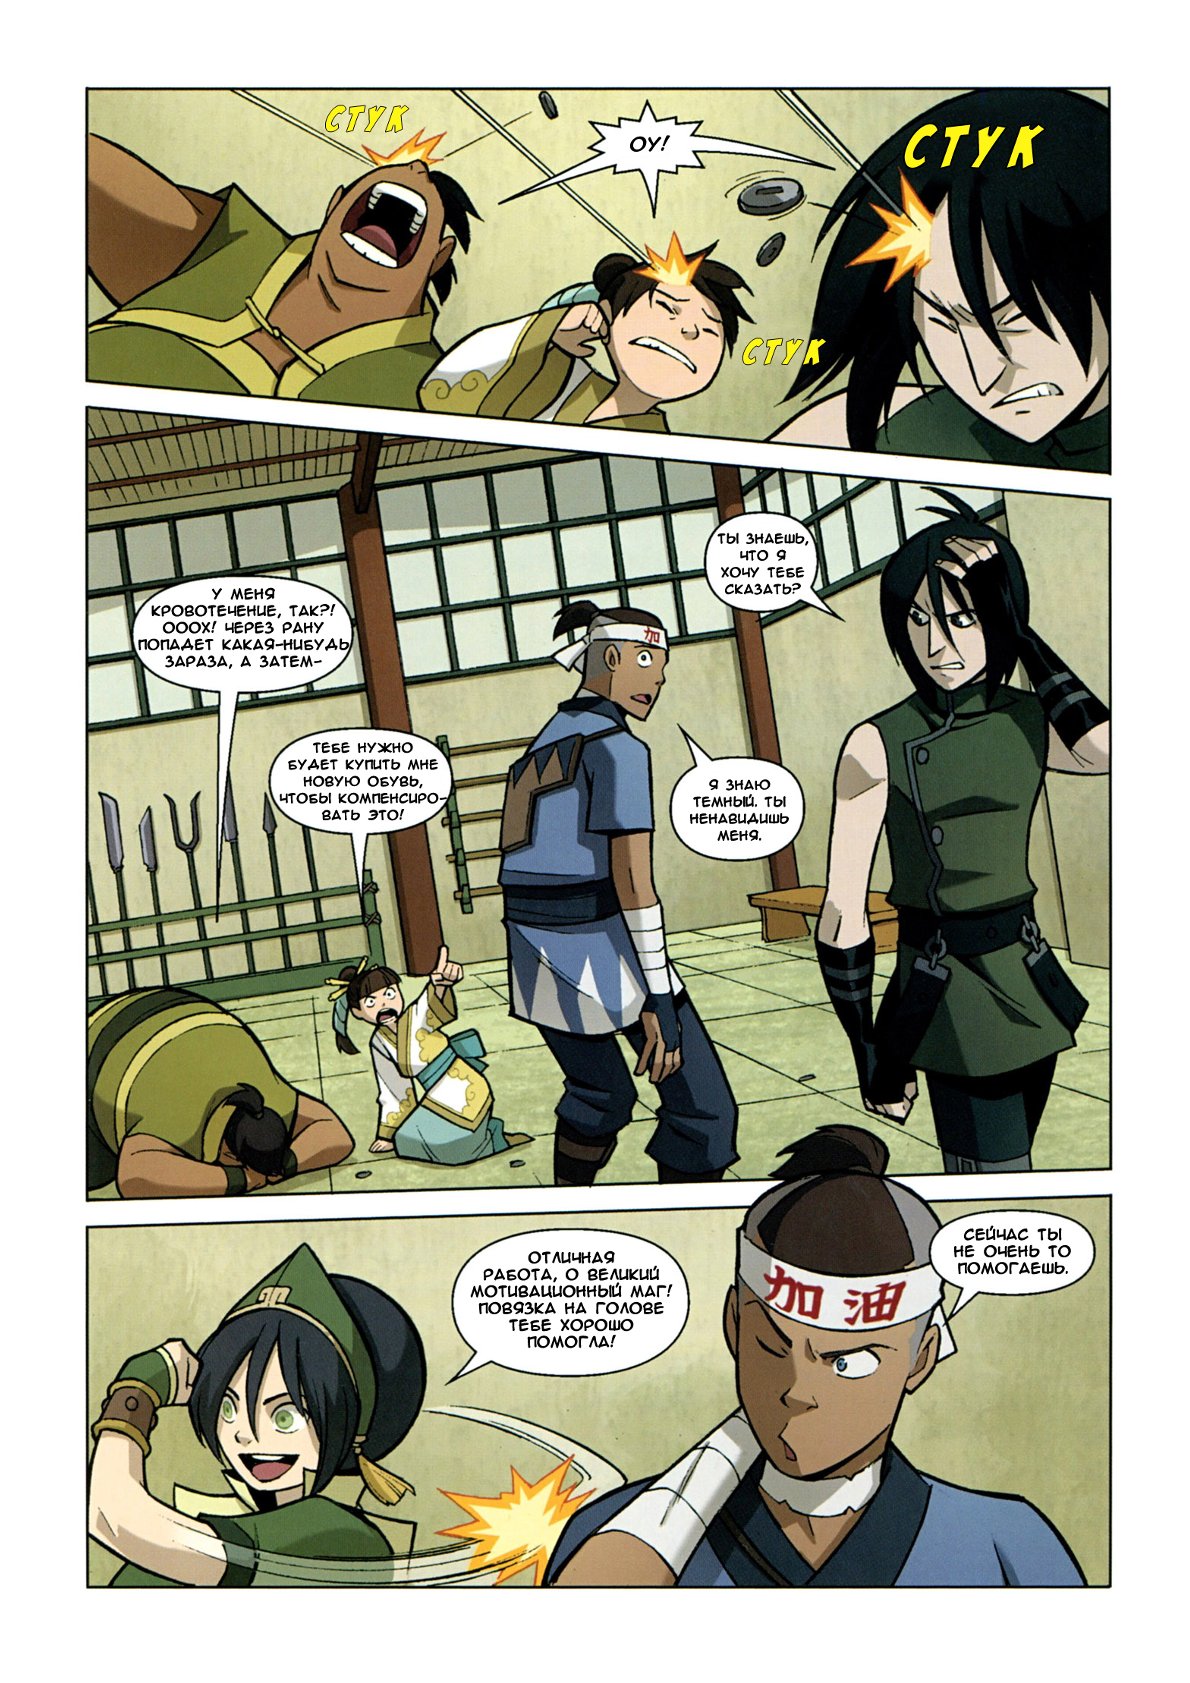 СТУК
ОУ!
СТУК
СТУК
ТЫ ЗНАЕШЬ,
ЧТО Я
ХОЧУ ТЕБЕ
СКАЗАТЬ?
У МЕНЯ
КРОВОТЕЧЕНИЕ, ТАК?!
ОООХ! ЧЕРЕЗ РАНУ
ПОПАДЕТ КАКАЯ-НИБУДЬ
ЗАРАЗА, А ЗАТЕМ-
加
ТЕБЕ НУЖНО
БУДЕТ КУПИТЬ МНЕ
НОВУЮ ОБУВЬ,
ЧТОБЫ КОМПЕНСИРО-
ВАТЬ ЭТО!
Я ЗНАЮ
ТЕМНЫЙ. ТЫ
НЕНАВИДИШЬ
МЕНЯ.
ОТЛИЧНАЯ
РАБОТА, О ВЕЛИКИЙ
МОТИВАЦИОННЫЙ МАГ!
ПОВЯЗКА НА ГОЛОВЕ
ТЕБЕ ХОРОШО
ПОМОГЛА!
СЕЙЧАС ТЫ
НЕ ОЧЕНЬ ТО
ПОМОГАЕШЬ.
加油